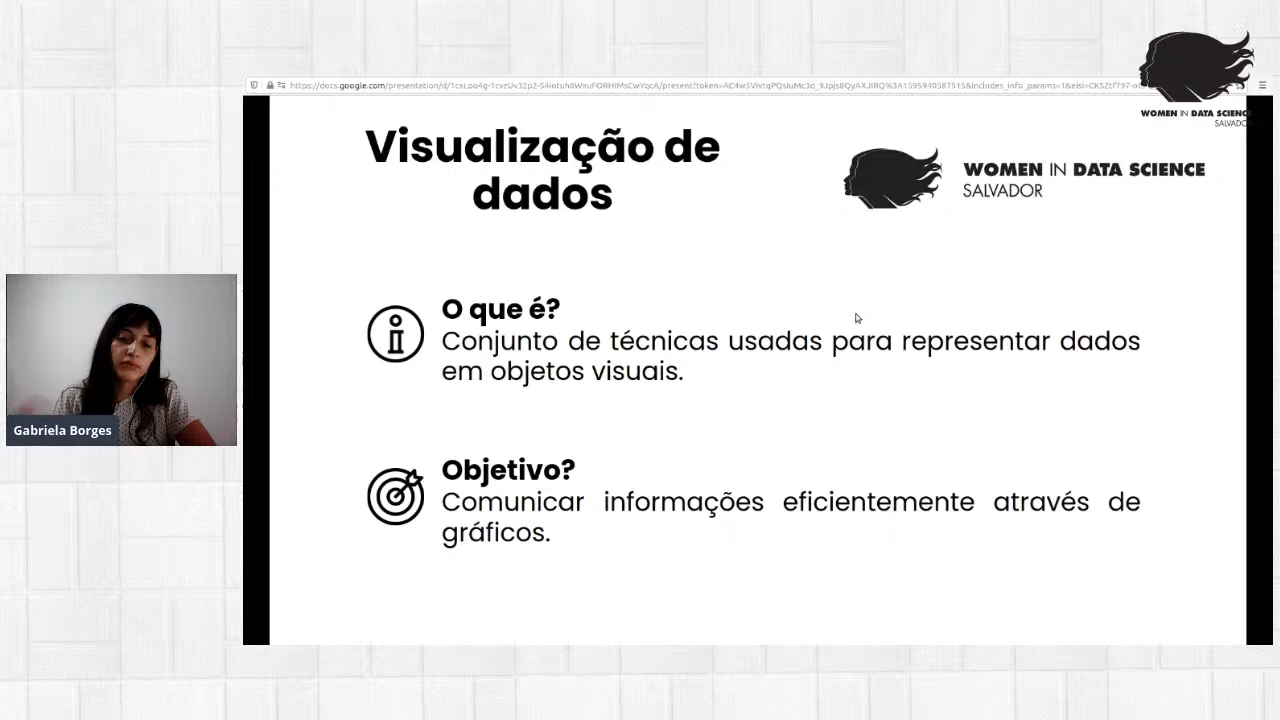 WOMEN IN DATA SCIENCE
SALVADOR
Visualização de
dados
WOMEN IN DATA SCIENCE
SALVADOR
O que é?
Conjunto de técnicas usadas para representar dados
em objetos visuais.
Objetivo?
Comunicar informações eficientemente através de
gráficos.
Gabriela Borges